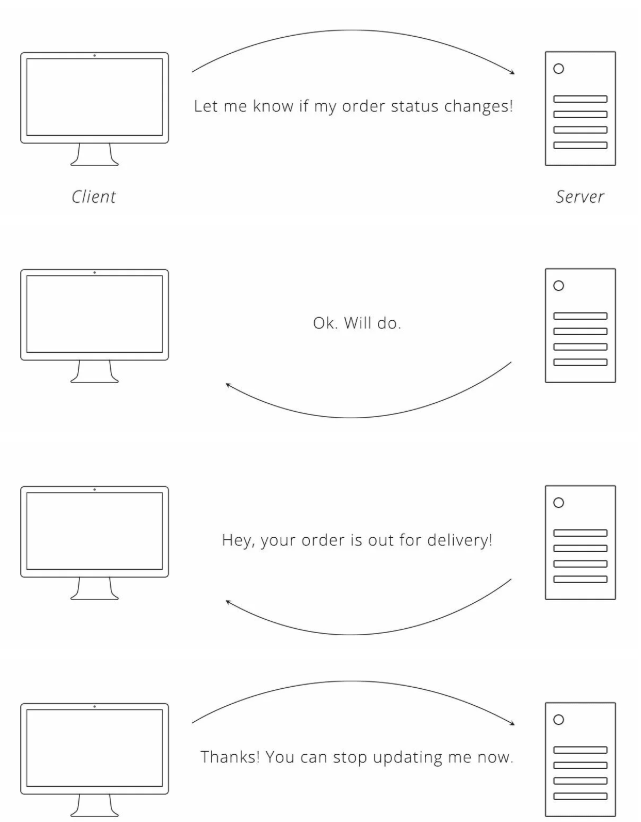 Let me know if my order status changes!
Client
Server
Ok. Will do.
Hey, your order is out for delivery!
Thanks! You can stop updating me now.